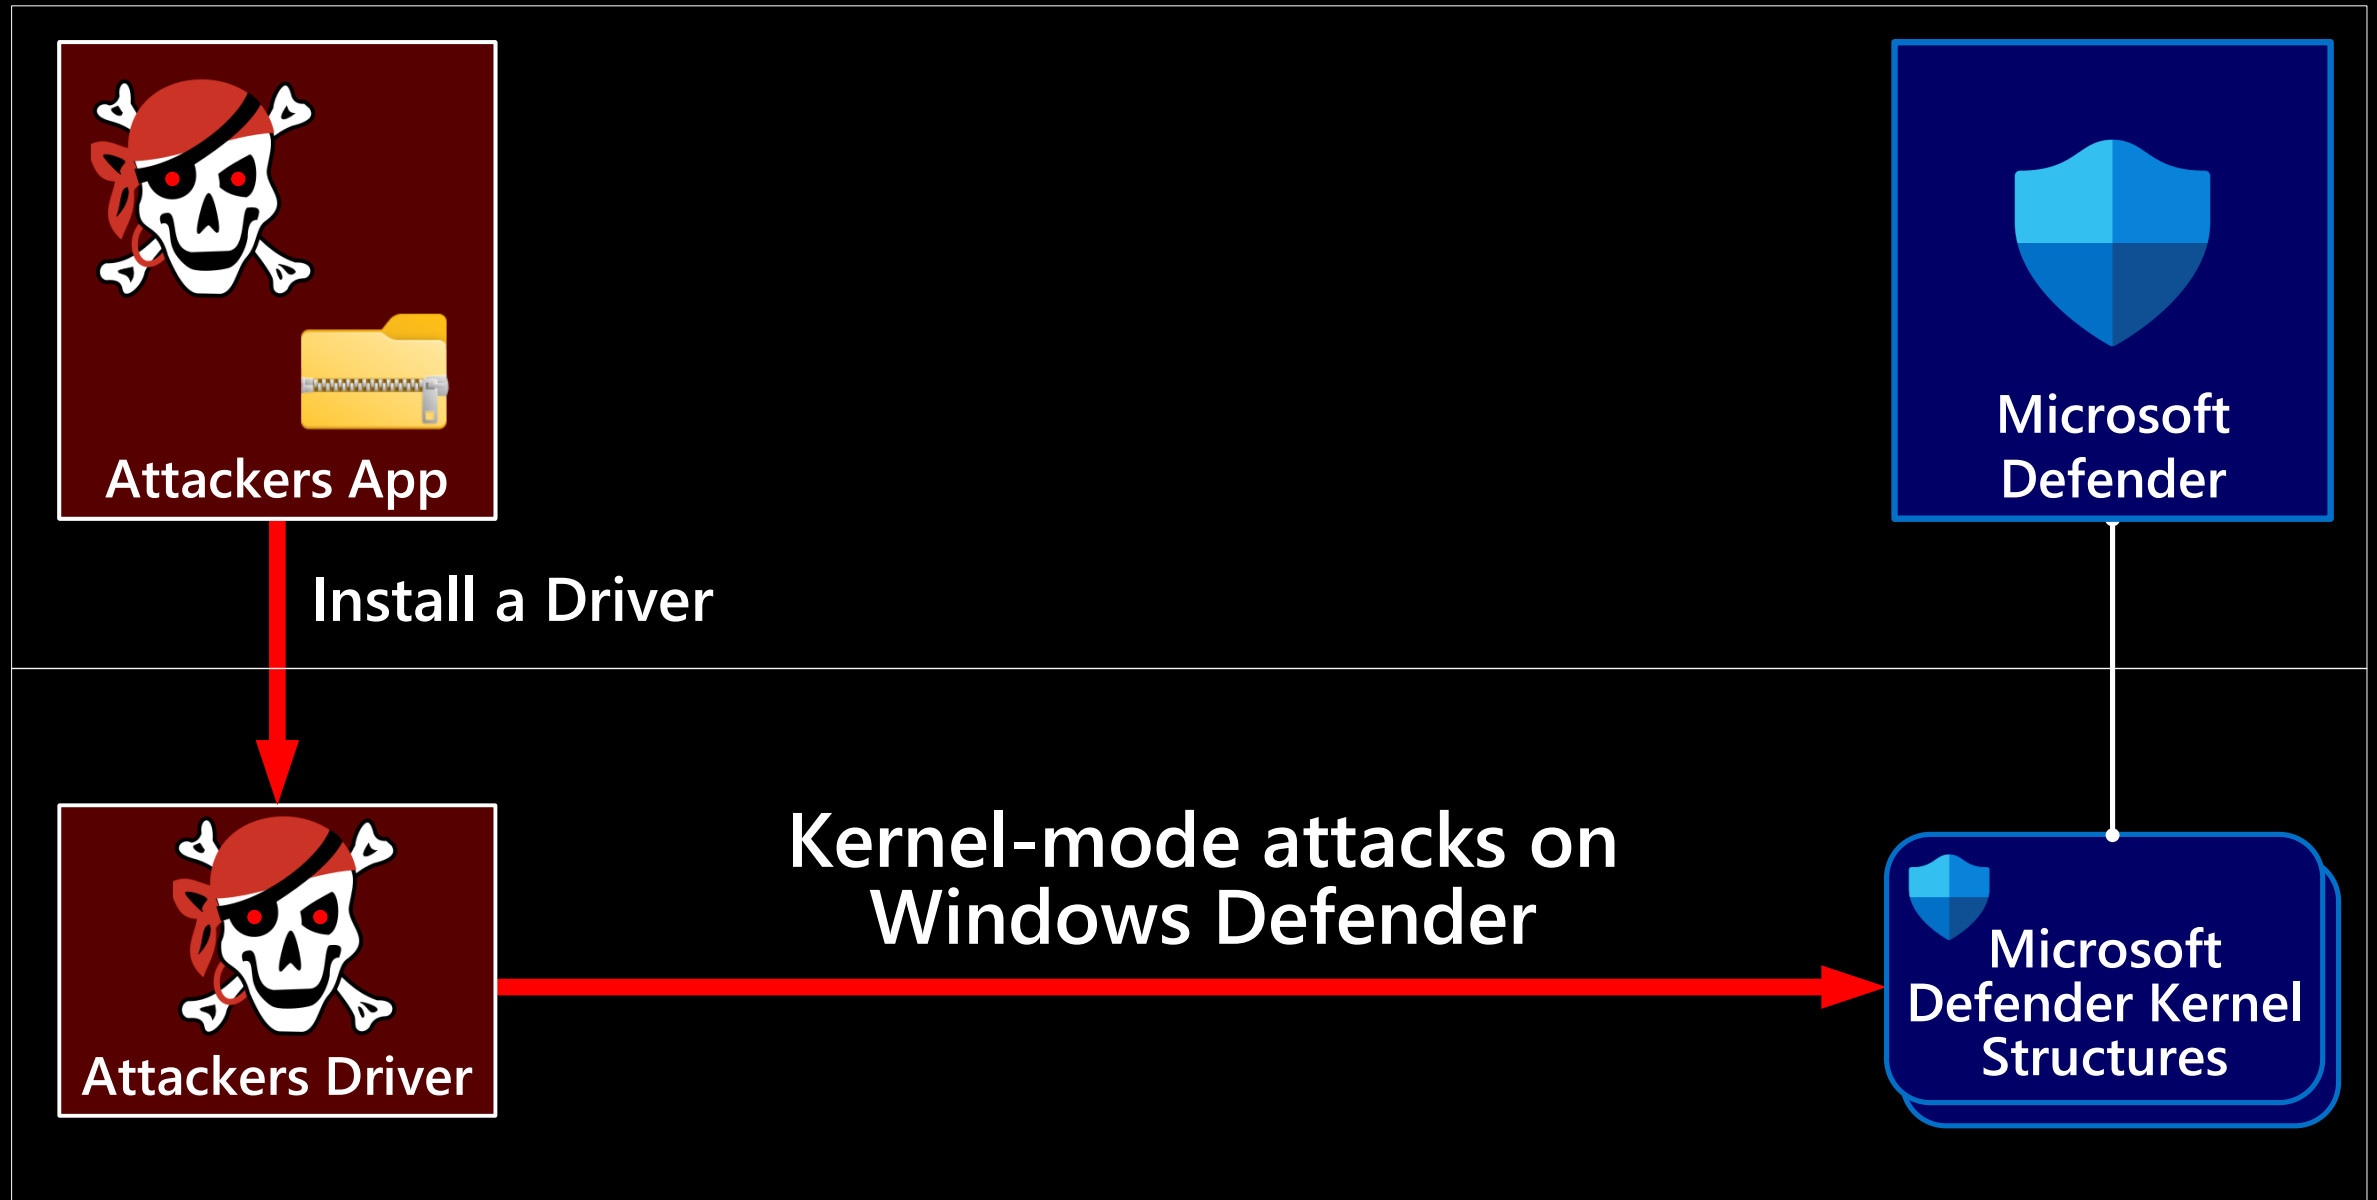 Attackers App
Microsoft
Defender
Install a Driver
Kernel-mode attacks on
Windows Defender
Attackers Driver
Microsoft
Defender Kernel
Structures